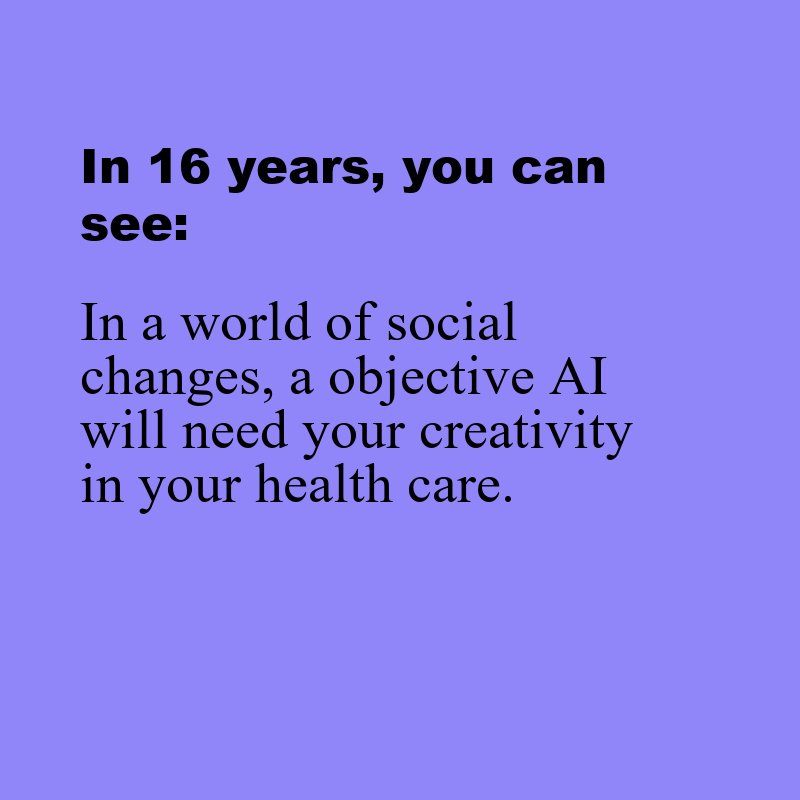 In 16 years, you can
see:
In a world of social
changes, a objective AI
will need your creativity
in your health care.